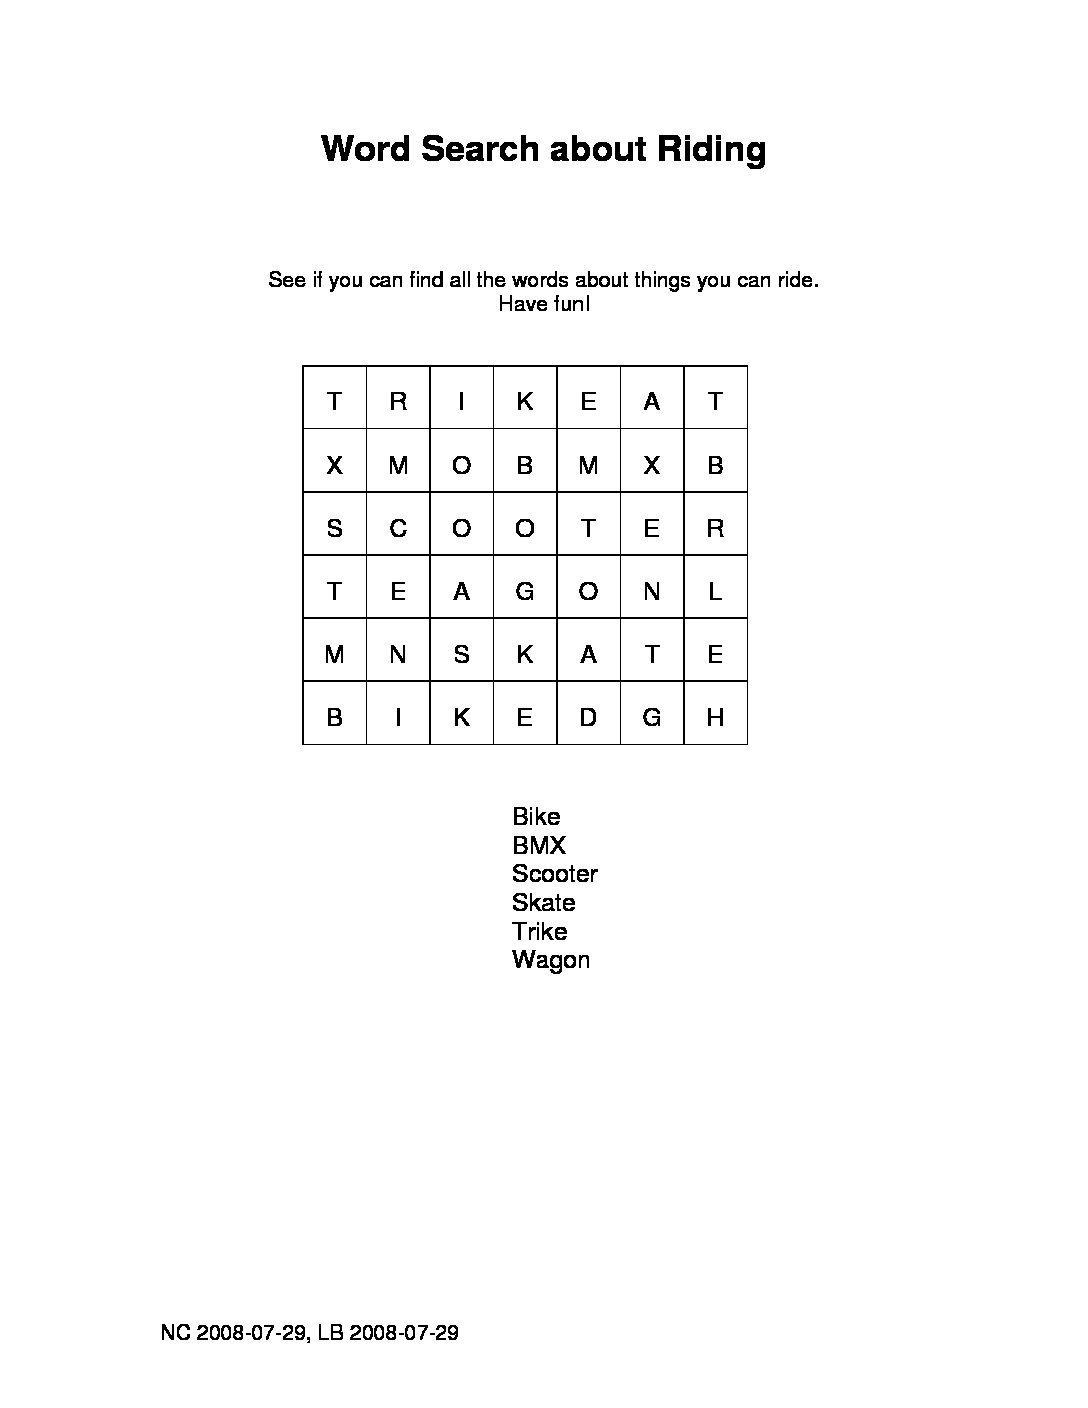 Word Search about Riding
See if you can find all the words about things you can ride.
Have fun!
T R I K E A T
X M O B M X B
S C O O T E R
T E A G O N L
M N S K A T E
B I K E D G H
Bike
BMX
Scooter
Skate
Trike
Wagon
NC 2008-07-29, LB 2008-07-29